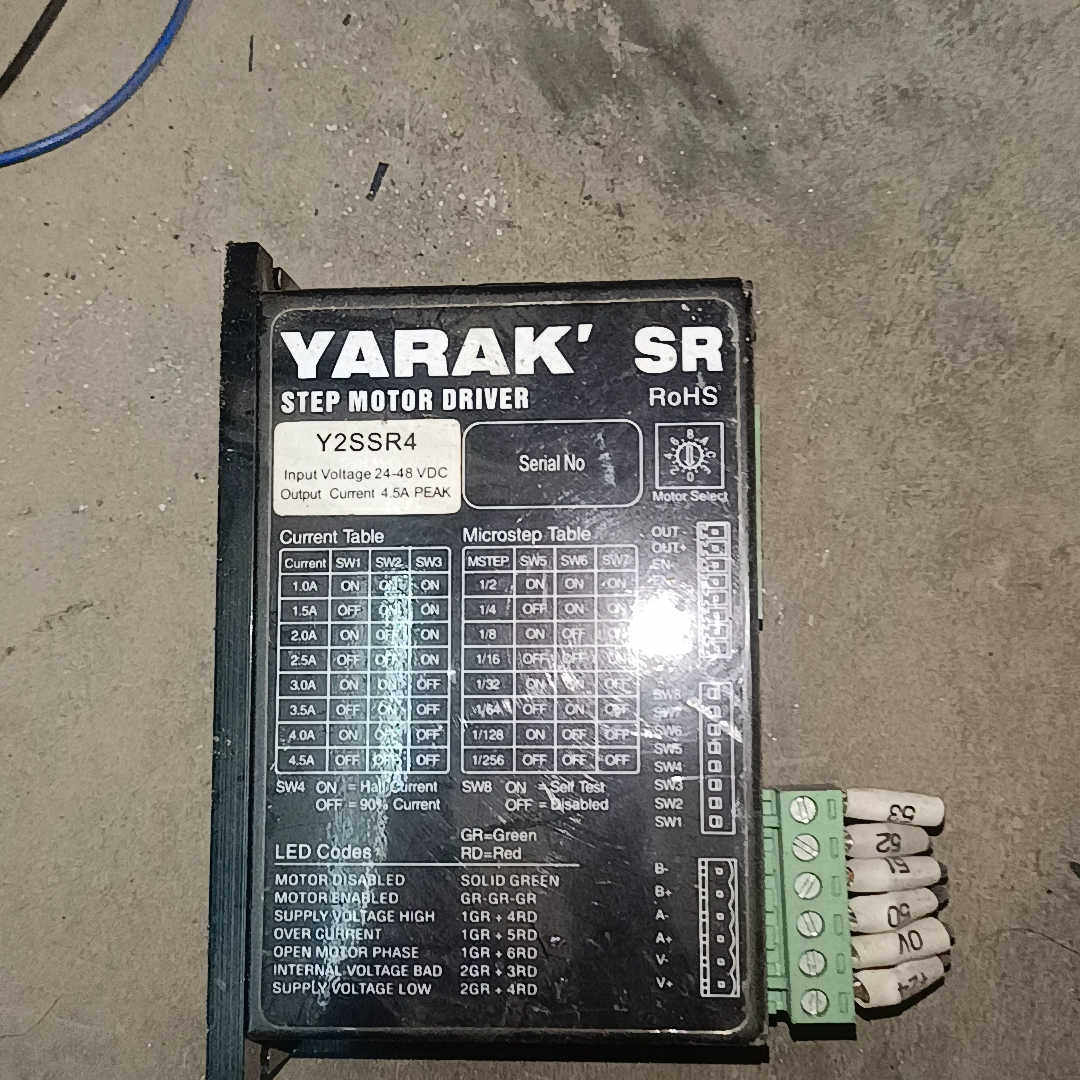 YARAK' SR
STEP MOTOR DRIVER RoHS
Y2SSR4
Input Voltage 24-48 VDC
Output Current 4.5A PEAK
Serial No
Motor Select
Current Table
Current SW1 SW2 SW3
1.0A ON ON ON
1.5A OFF ON ON
2.0A ON OFF ON
2.5A OFF OFF ON
3.0A ON ON OFF
3.5A OFF ON OFF
4.0A ON OFF OFF
4.5A OFF OFF OFF
SW4 ON = Half Current
OFF = 90% Current
Microstep Table
MSTEP SW5 SW6 SW7
1/2 ON ON ON
1/4 OFF ON ON
1/8 ON OFF ON
1/16 OFF OFF
1/32 ON ON OFF
1/64 OFF ON OFF
1/128 ON OFF OFF
1/256 OFF OFF OFF
SW8 ON = Self Test
OFF = Disabled
OUT-
OUT+
EN-
SW8
SW7
SW6
SW5
SW4
SW3
SW2
SW1
GR=Green
LED Codes RD=Red
MOTOR DISABLED SOLID GREEN
MOTOR ENABLED GR-GR-GR
SUPPLY VOLTAGE HIGH 1GR + 4RD
OVER CURRENT 1GR + 5RD
OPEN MOTOR PHASE 1GR + 6RD
INTERNAL VOLTAGE BAD 2GR + 3RD
SUPPLY VOLTAGE LOW 2GR + 4RD
B-
B+
A-
A+
V-
V+
53
52
51
50
0V